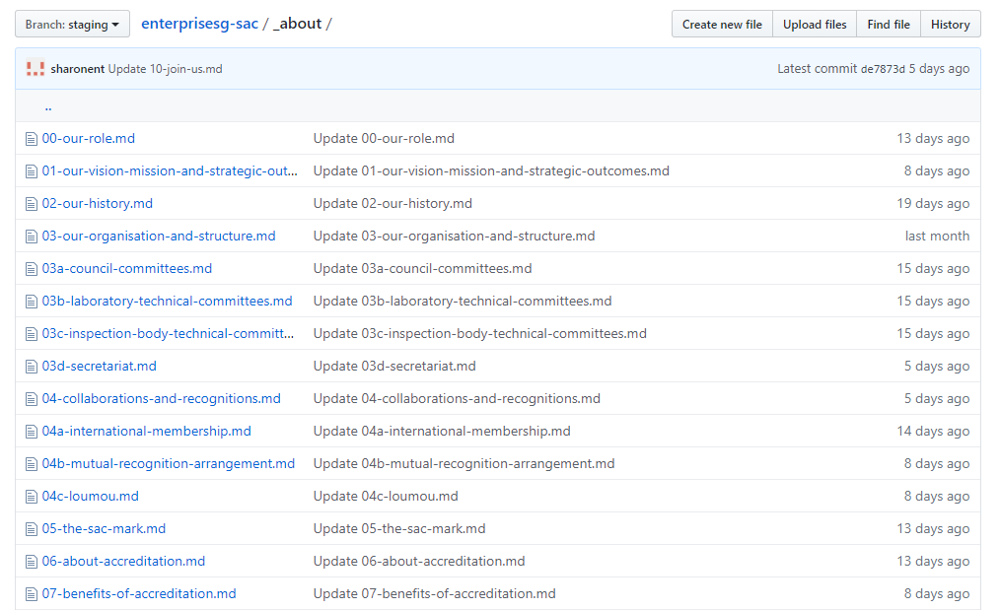 Branch: staging enterprisesg-sac / _about / Create new file Upload files Find file History
sharonent Update 10-join-us.md Latest commit de7873d 5 days ago
..
00-our-role.md Update 00-our-role.md 13 days ago
01-our-vision-mission-and-strategic-out... Update 01-our-vision-mission-and-strategic-outcomes.md 8 days ago
02-our-history.md Update 02-our-history.md 19 days ago
03-our-organisation-and-structure.md Update 03-our-organisation-and-structure.md last month
03a-council-committees.md Update 03a-council-committees.md 15 days ago
03b-laboratory-technical-committees.md Update 03b-laboratory-technical-committees.md 15 days ago
03c-inspection-body-technical-committ... Update 03c-inspection-body-technical-committees.md 15 days ago
03d-secretariat.md Update 03d-secretariat.md 5 days ago
04-collaborations-and-recognitions.md Update 04-collaborations-and-recognitions.md 5 days ago
04a-international-membership.md Update 04a-international-membership.md 14 days ago
04b-mutual-recognition-arrangement.md Update 04b-mutual-recognition-arrangement.md 8 days ago
04c-loumou.md Update 04c-loumou.md 8 days ago
05-the-sac-mark.md Update 05-the-sac-mark.md 13 days ago
06-about-accreditation.md Update 06-about-accreditation.md 13 days ago
07-benefits-of-accreditation.md Update 07-benefits-of-accreditation.md 8 days ago